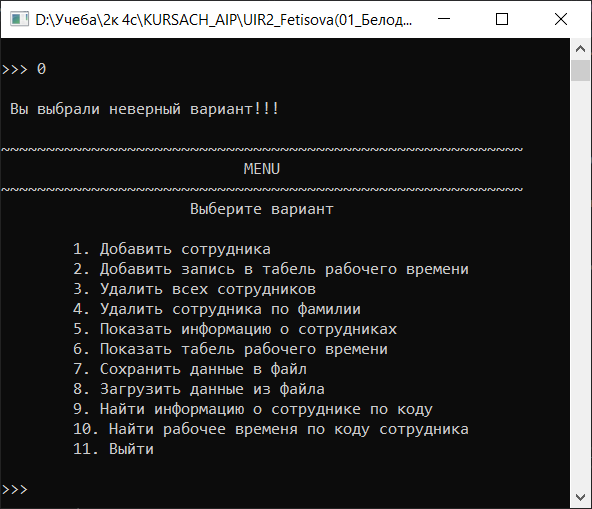 D:\Учеба\2к 4с\KURSACH_AIP\UIR2_Fetisova(01_Белод...
>>> 0
Вы выбрали неверный вариант!!!
~~~~~~~~~~~~~~~~~~~~~~~~~~~~~~~~~~~~~~~~~~~~~~~~~~~~~~~~~~
MENU
~~~~~~~~~~~~~~~~~~~~~~~~~~~~~~~~~~~~~~~~~~~~~~~~~~~~~~~~~~
Выберите вариант
1. Добавить сотрудника
2. Добавить запись в табель рабочего времени
3. Удалить всех сотрудников
4. Удалить сотрудника по фамилии
5. Показать информацию о сотрудниках
6. Показать табель рабочего времени
7. Сохранить данные в файл
8. Загрузить данные из файла
9. Найти информацию о сотруднике по коду
10. Найти рабочее временя по коду сотрудника
11. Выйти
>>>